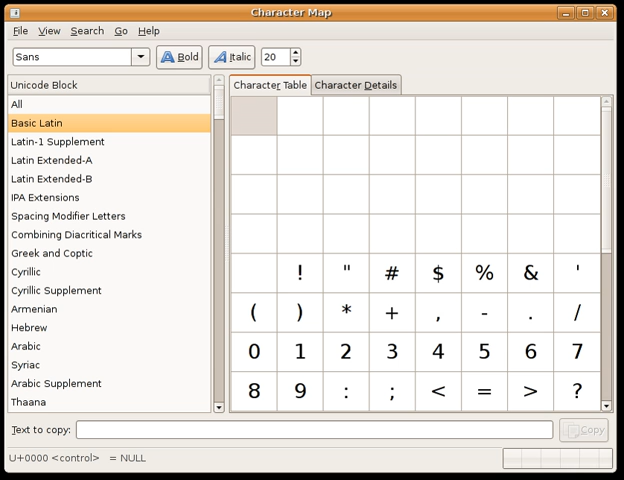 Character Map
File View Search Go Help
Sans Bold Italic 20
Unicode Block
All
Basic Latin
Latin-1 Supplement
Latin Extended-A
Latin Extended-B
IPA Extensions
Spacing Modifier Letters
Combining Diacritical Marks
Greek and Coptic
Cyrillic
Cyrillic Supplement
Armenian
Hebrew
Arabic
Syriac
Arabic Supplement
Thaana
Character Table Character Details
! " # $ % & '
( ) * + , - . /
0 1 2 3 4 5 6 7
8 9 : ; < = > ?
Text to copy: Copy
U+0000 <control> = NULL